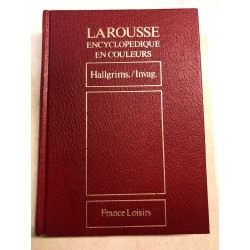 LAROUSSE
ENCYCLOPEDIQUE
EN COULEURS
Hallgrims./Invag.
France Loisirs